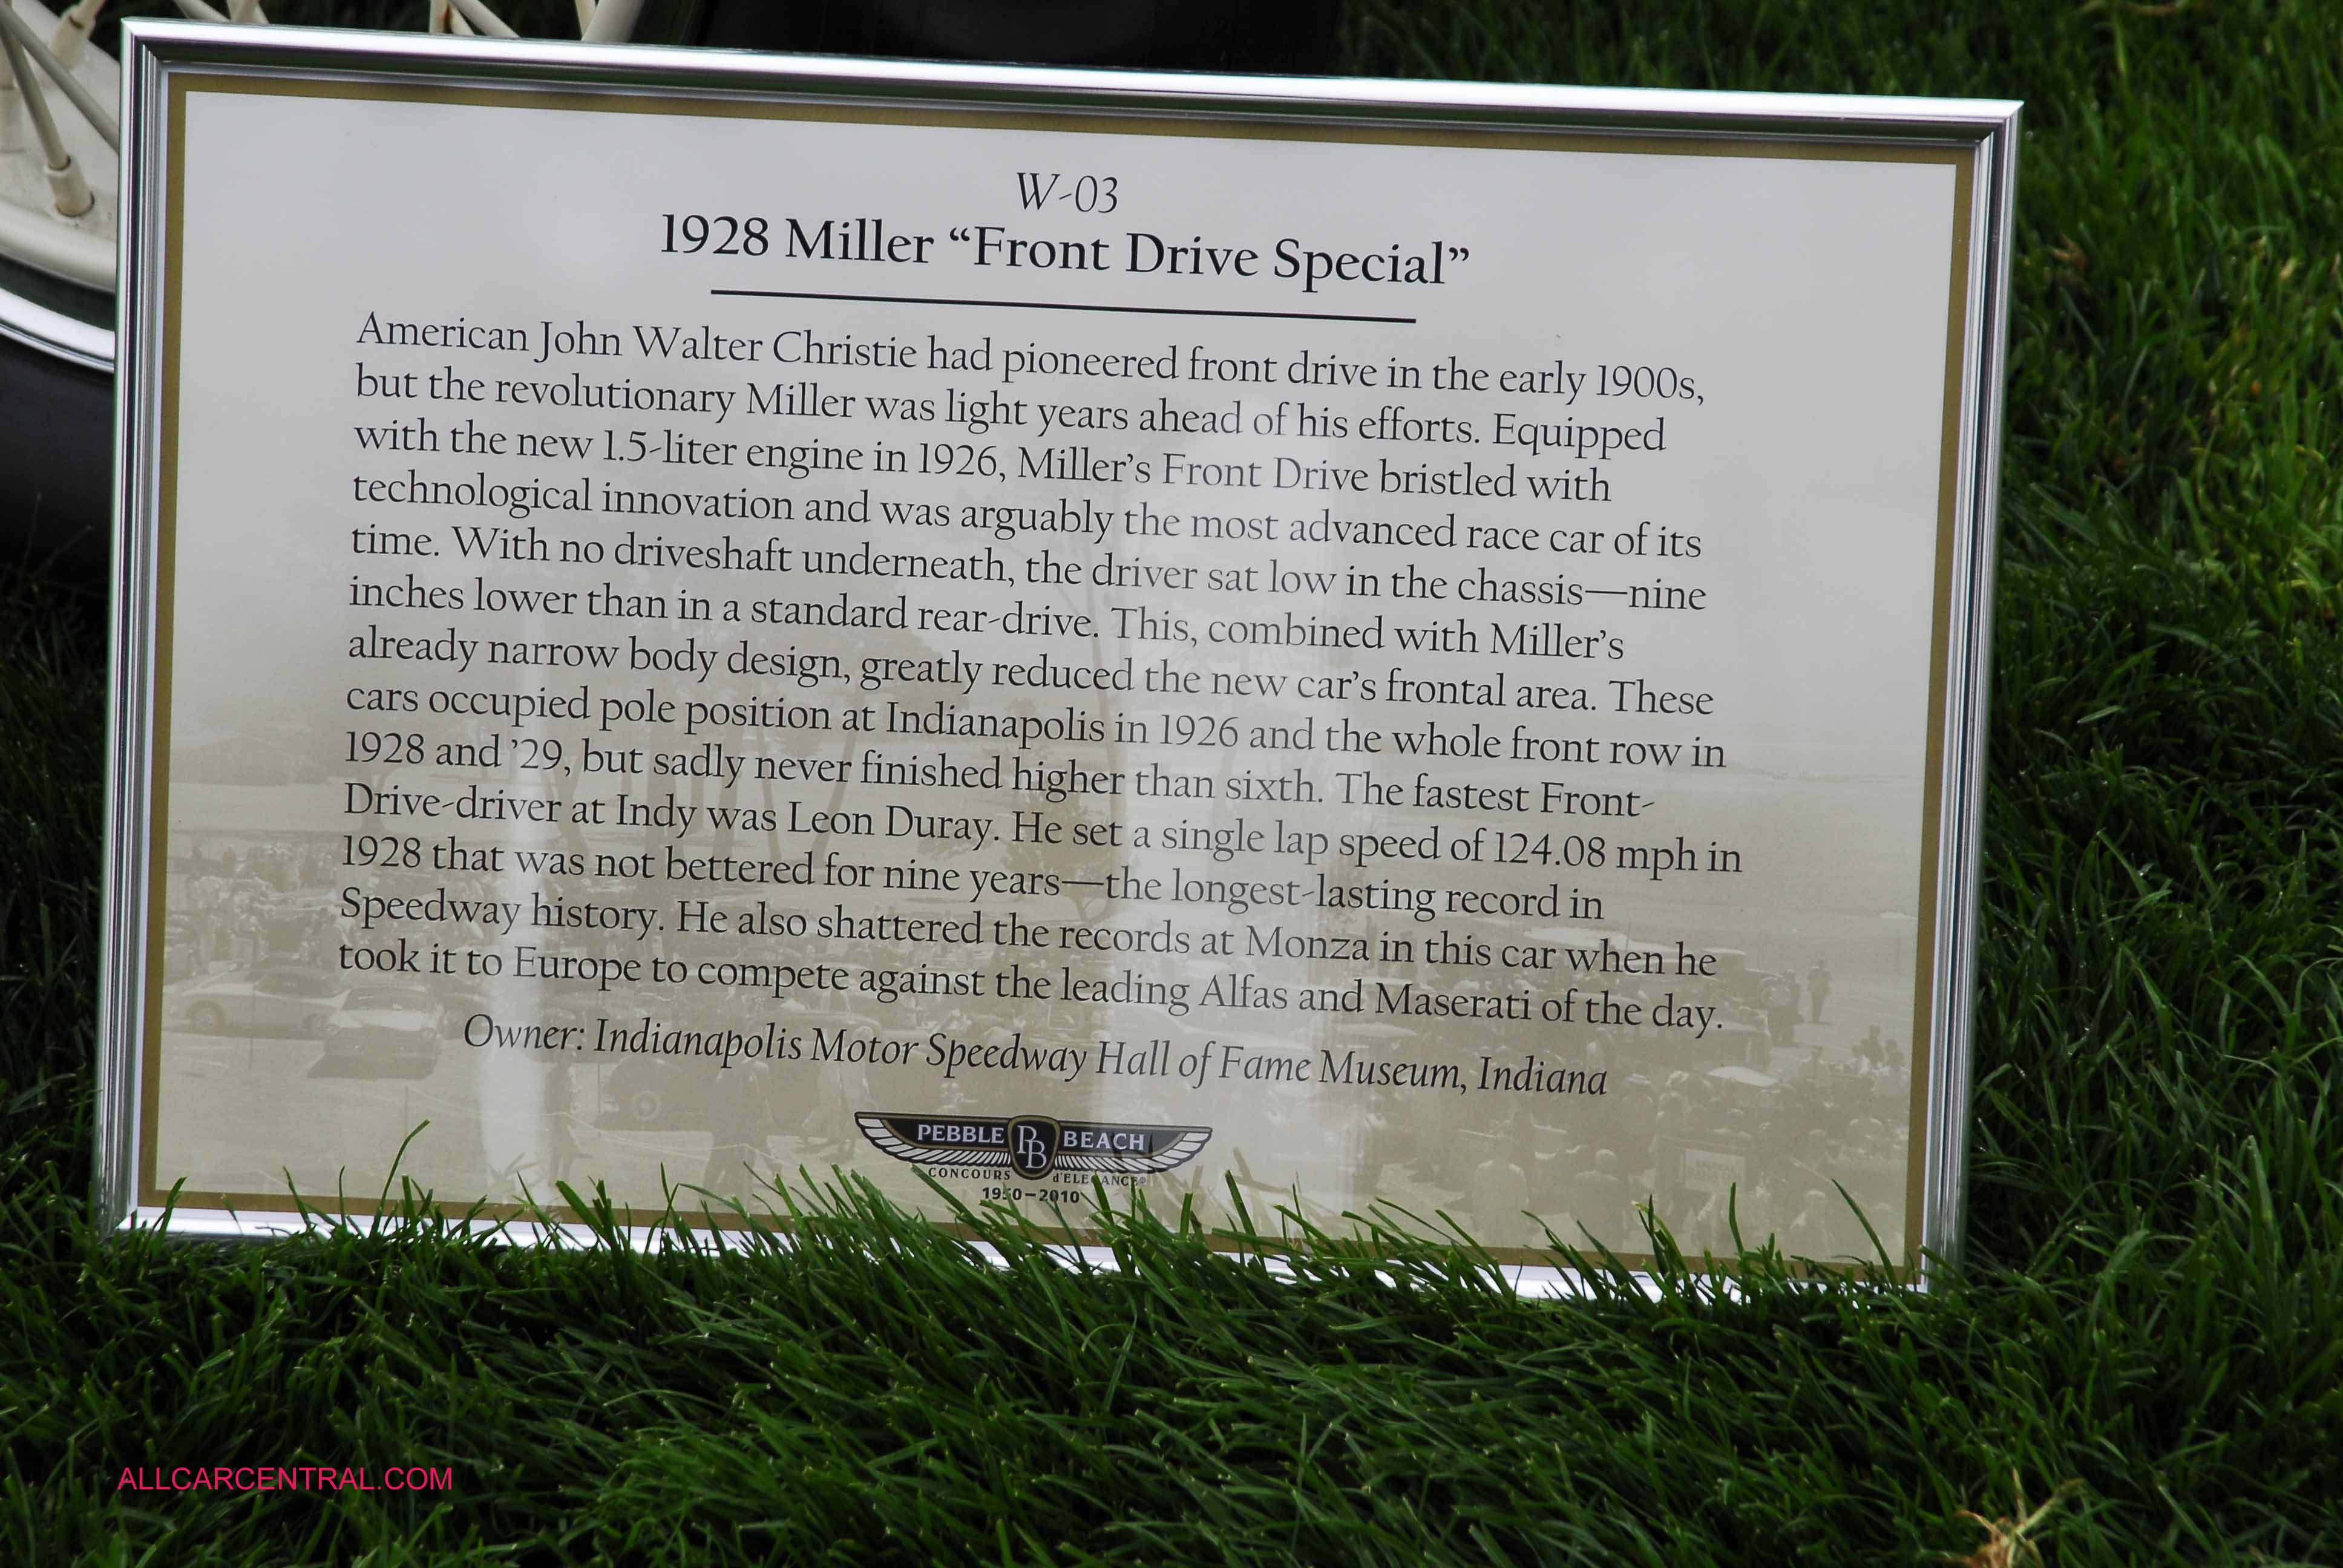 W-03
1928 Miller “Front Drive Special”
American John Walter Christie had pioneered front drive in the early 1900s,
but the revolutionary Miller was light years ahead of his efforts. Equipped
with the new 1.5-liter engine in 1926, Miller’s Front Drive bristled with
technological innovation and was arguably the most advanced race car of its
time. With no driveshaft underneath, the driver sat low in the chassis—nine
inches lower than in a standard rear-drive. This, combined with Miller’s
already narrow body design, greatly reduced the new car’s frontal area. These
cars occupied pole position at Indianapolis in 1926 and the whole front row in
1928 and ’29, but sadly never finished higher than sixth. The fastest Front-
Drive-driver at Indy was Leon Duray. He set a single lap speed of 124.08 mph in
1928 that was not bettered for nine years—the longest-lasting record in
Speedway history. He also shattered the records at Monza in this car when he
took it to Europe to compete against the leading Alfas and Maserati of the day.
Owner: Indianapolis Motor Speedway Hall of Fame Museum, Indiana
PEBBLE PB BEACH
CONCOURS d’ELEGANCE®
1950–2010
ALLCARCENTRAL.COM